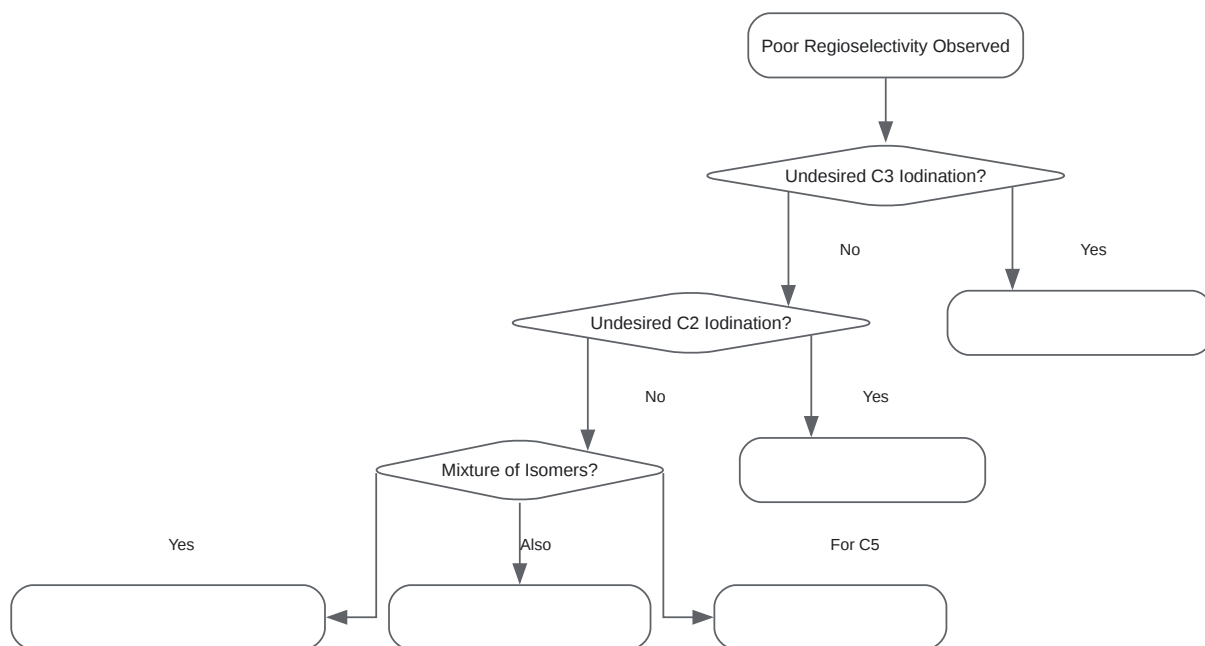 Poor Regioselectivity Observed
Undesired C3 Iodination?
No
Yes
Undesired C2 Iodination?
No
Yes
Mixture of Isomers?
Yes
Also
For C5